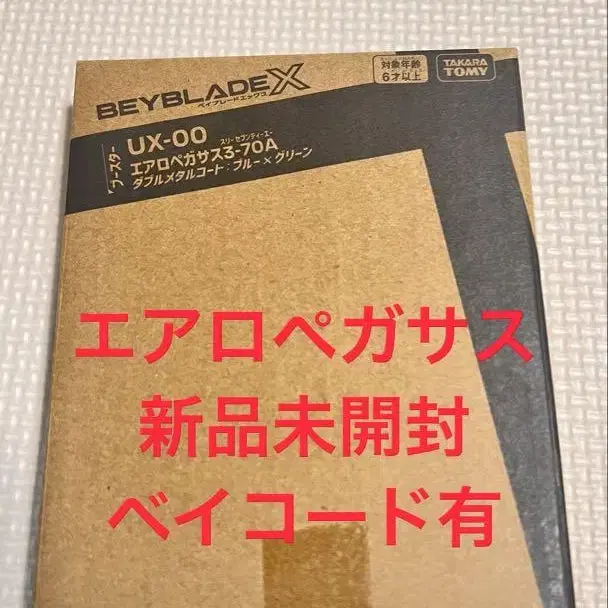 BEYBLADE X
ベイブレードエックス
対象年齢
6才以上
TAKARA
TOMY
ブースター
UX-00
スリーセブンティーエー
エアロペガサス3-70A
ダブルメタルコート:ブルー×グリーン
エアロペガサス
新品未開封
ベイコード有